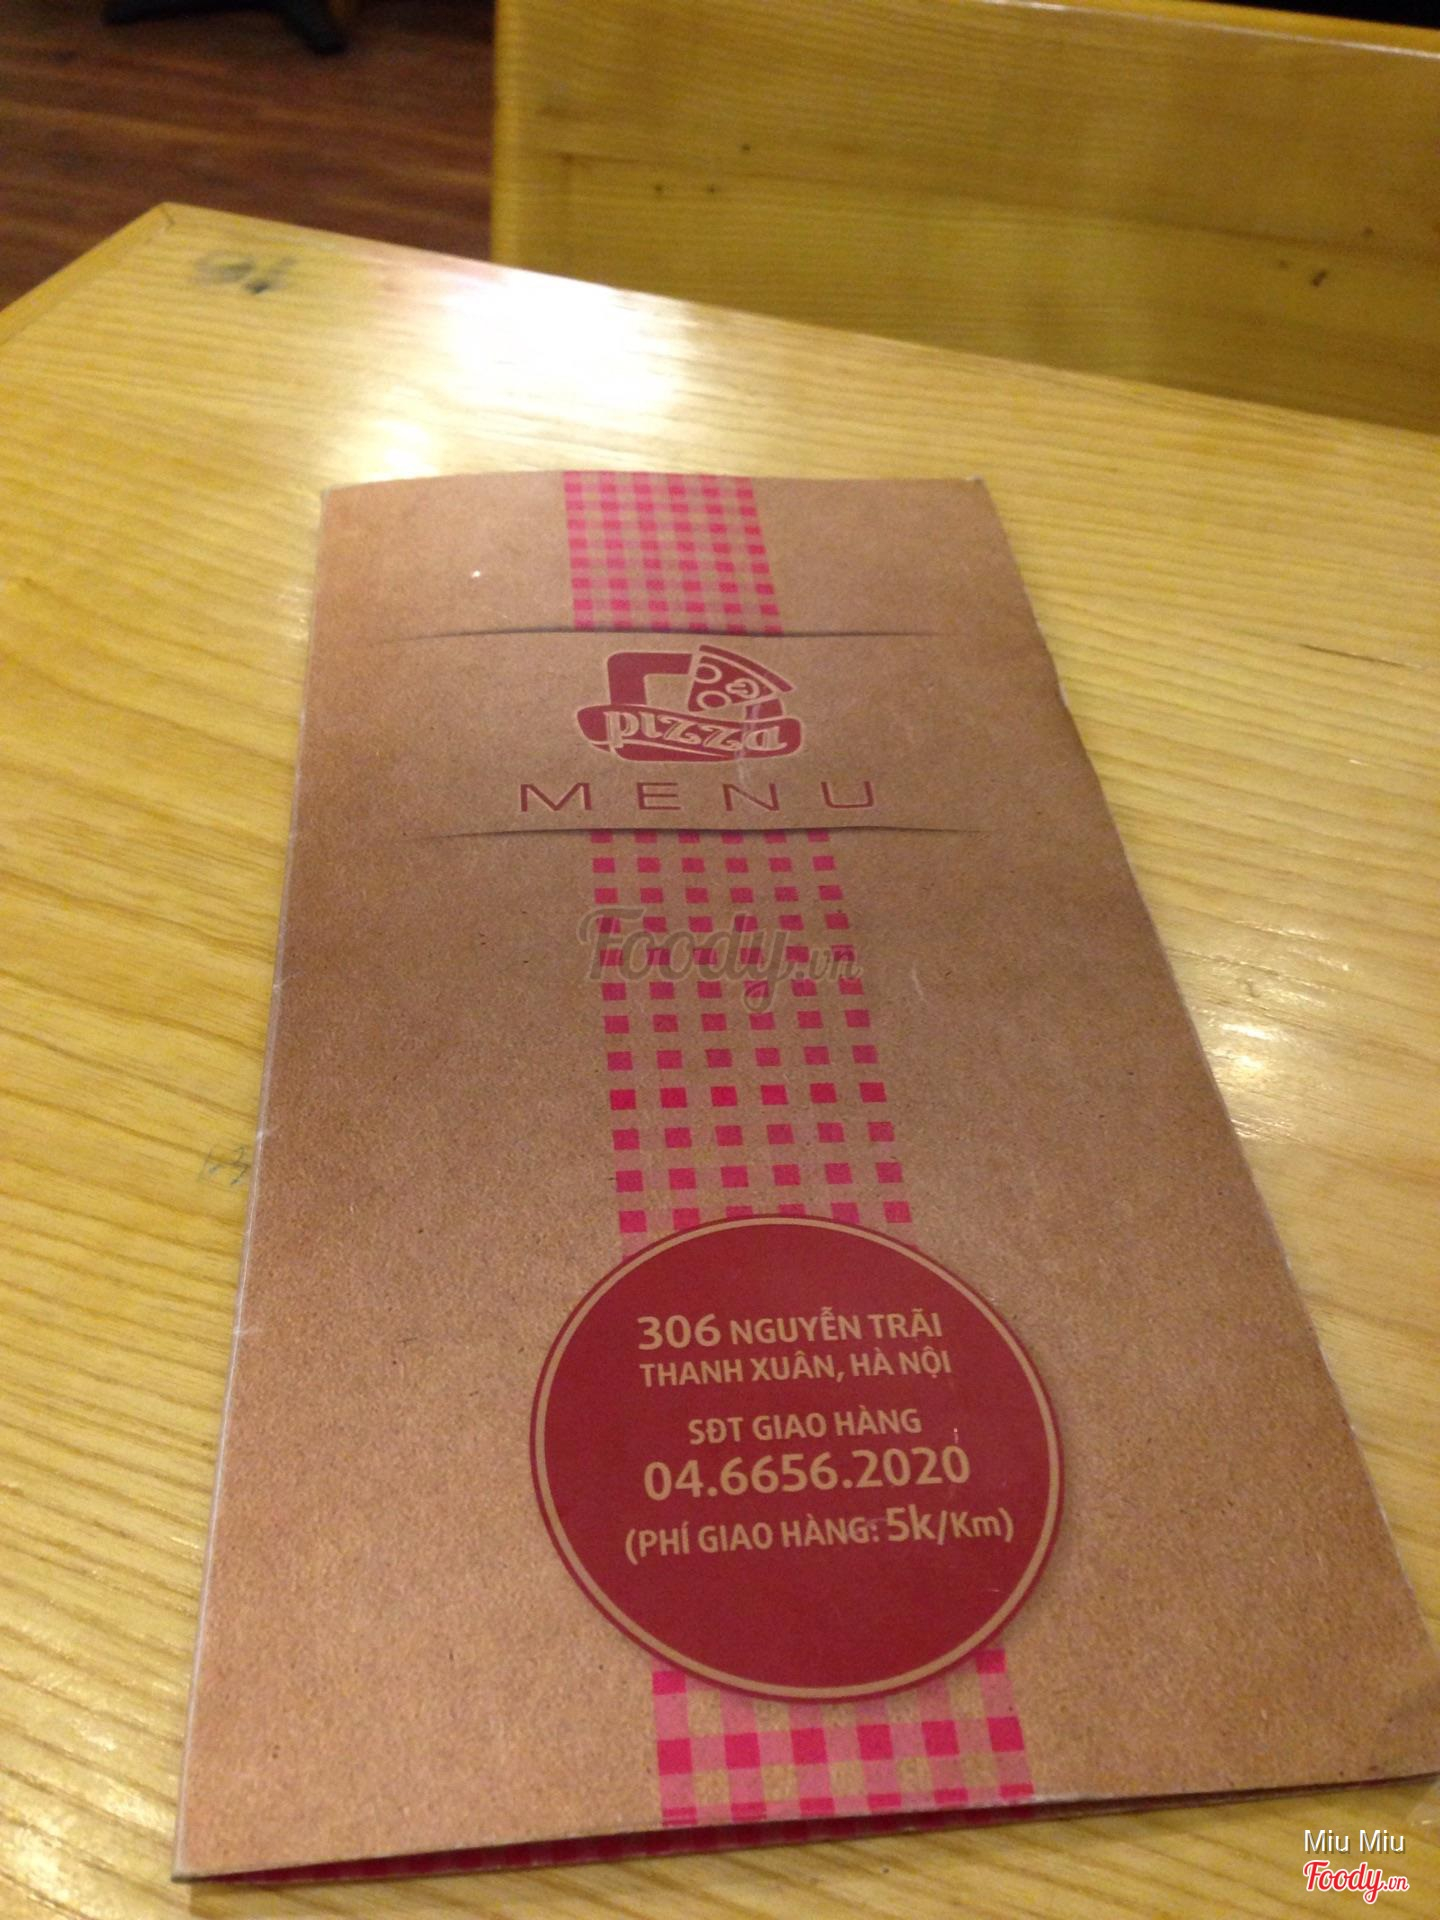 pizza
MENU
Foody.vn
306 NGUYỄN TRÃI
THANH XUÂN, HÀ NỘI
SĐT GIAO HÀNG
04.6656.2020
(PHÍ GIAO HÀNG: 5k/Km)
Miu Miu
Foody.vn